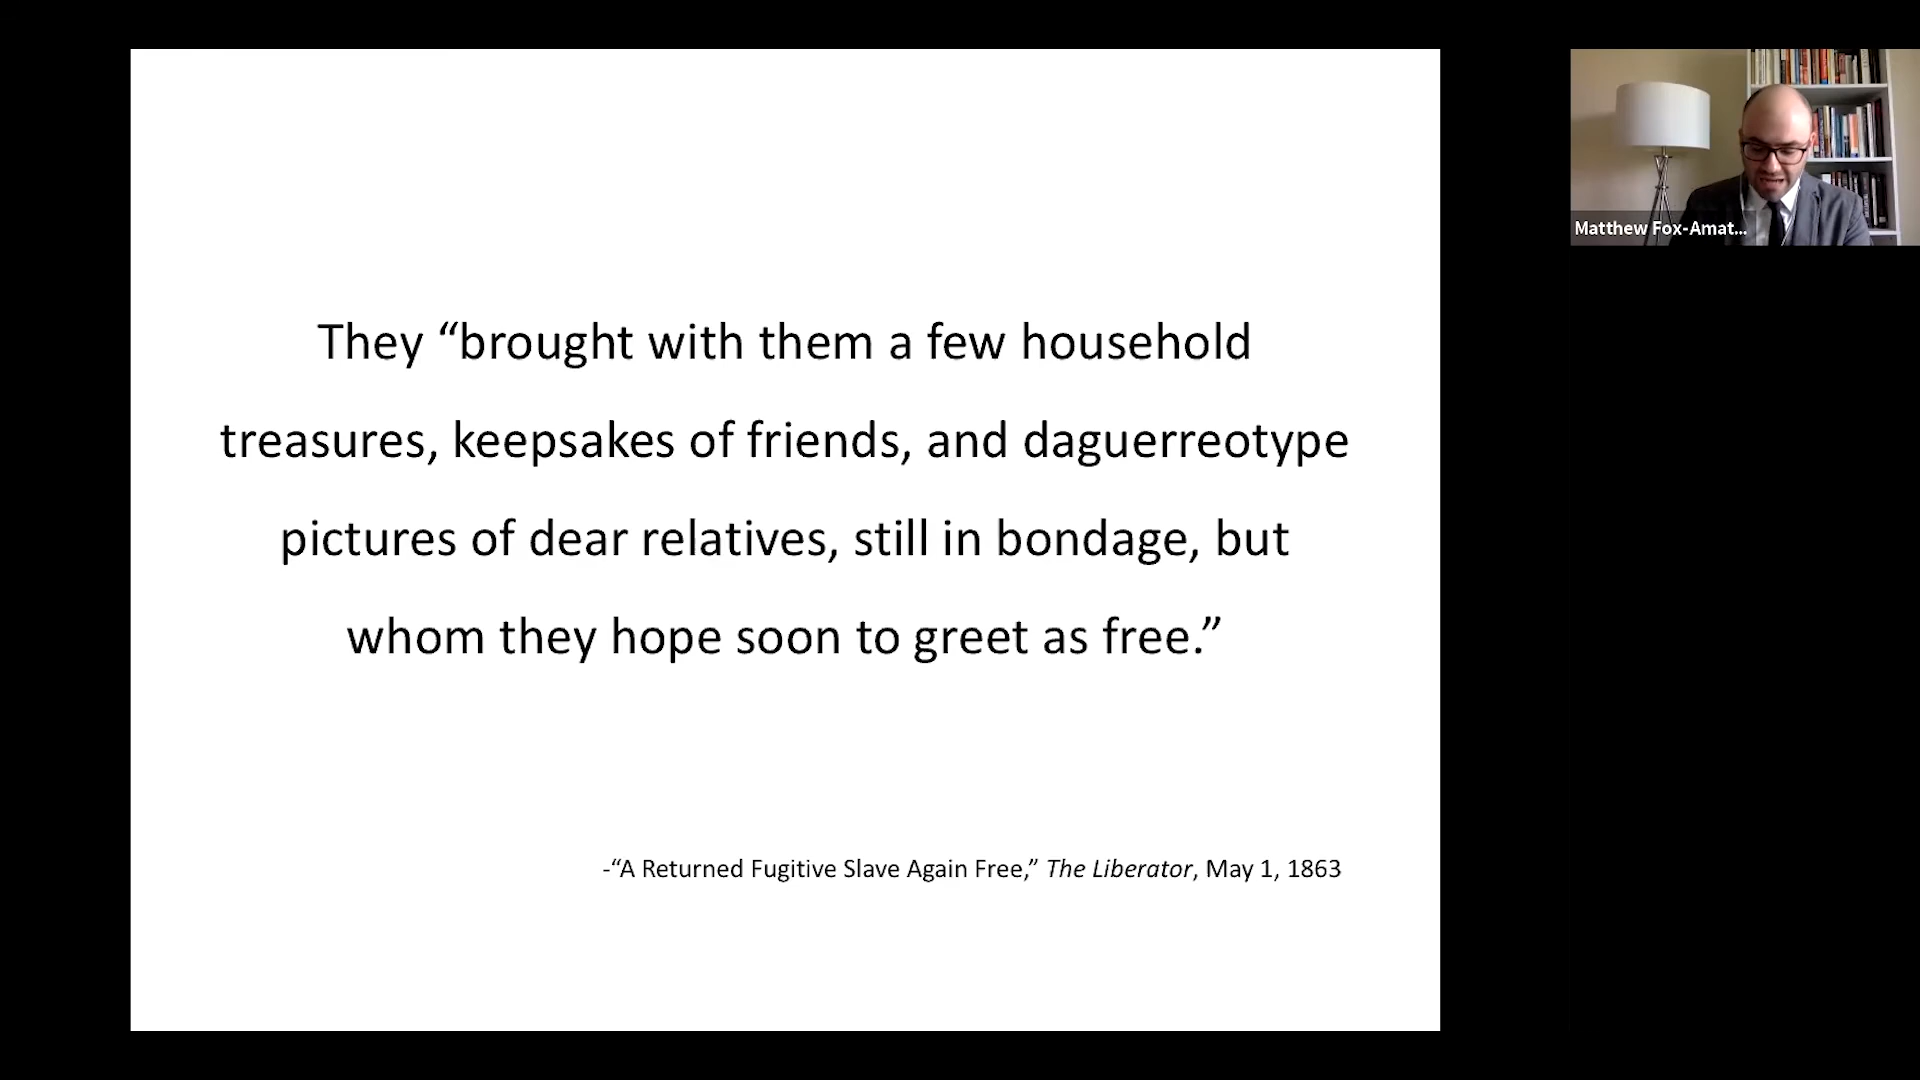 They “brought with them a few household
treasures, keepsakes of friends, and daguerreotype
pictures of dear relatives, still in bondage, but
whom they hope soon to greet as free.”
-“A Returned Fugitive Slave Again Free,” The Liberator, May 1, 1863
Matthew Fox-Amat...